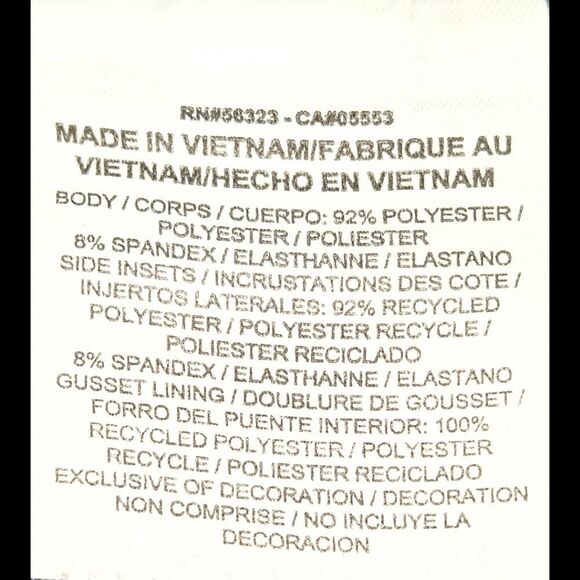 RN#56323 - CA#05553
MADE IN VIETNAM/FABRIQUE AU
VIETNAM/HECHO EN VIETNAM
BODY / CORPS / CUERPO: 92% POLYESTER /
POLYESTER / POLIESTER
8% SPANDEX / ELASTHANNE / ELASTANO
SIDE INSETS / INCRUSTATIONS DES COTE /
INJERTOS LATERALES: 92% RECYCLED
POLYESTER / POLYESTER RECYCLE /
POLIESTER RECICLADO
8% SPANDEX / ELASTHANNE / ELASTANO
GUSSET LINING / DOUBLURE DE GOUSSET /
FORRO DEL PUENTE INTERIOR: 100%
RECYCLED POLYESTER / POLYESTER
RECYCLE / POLIESTER RECICLADO
EXCLUSIVE OF DECORATION / DECORATION
NON COMPRISE / NO INCLUYE LA
DECORACION